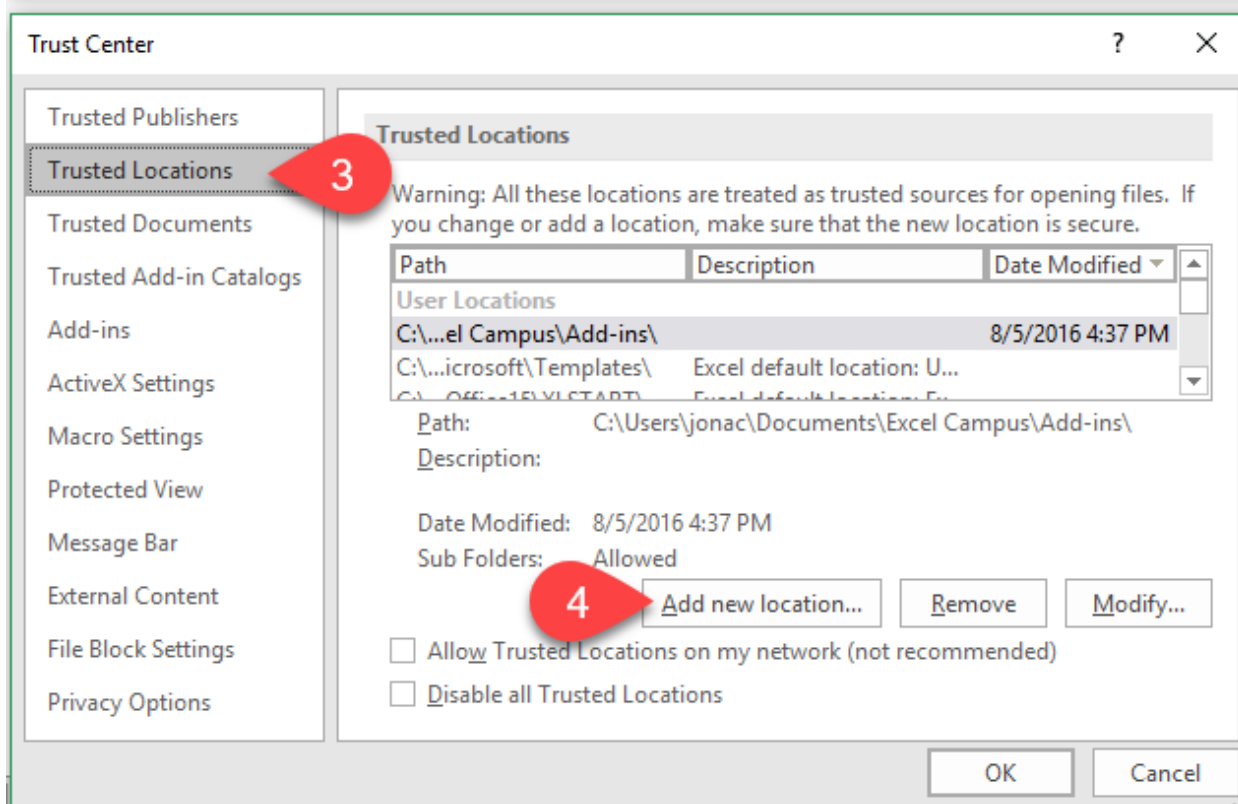 Trust Center
?
Trusted Publishers
Trusted Locations
3
Trusted Documents
Trusted Add-in Catalogs
Add-ins
ActiveX Settings
Macro Settings
Protected View
Message Bar
External Content
File Block Settings
Privacy Options
Trusted Locations
Warning: All these locations are treated as trusted sources for opening files. If
you change or add a location, make sure that the new location is secure.
Path Description Date Modified
User Locations
C:\...el Campus\Add-ins\ 8/5/2016 4:37 PM
C:\...icrosoft\Templates\ Excel default location: U...
Path: C:\Users\jonac\Documents\Excel Campus\Add-ins\
Description:
Date Modified: 8/5/2016 4:37 PM
Sub Folders: Allowed
4 Add new location... Remove Modify...
Allow Trusted Locations on my network (not recommended)
Disable all Trusted Locations
OK Cancel